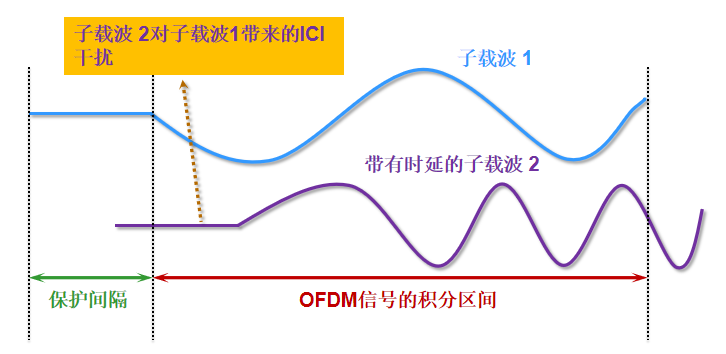 子载波 2对子载波1带来的ICI
干扰
子载波 1
带有时延的子载波 2
保护间隔
OFDM信号的积分区间